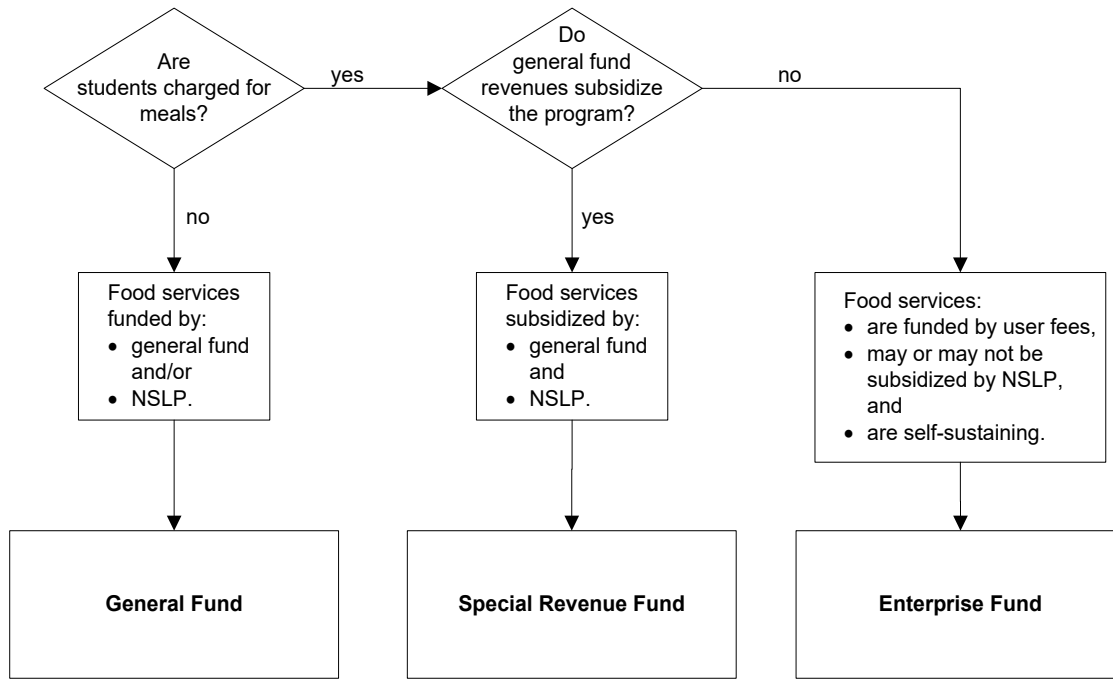 Are
students charged for
meals?
yes
Do
general fund
revenues subsidize
the program?
no
no
yes
Food services
funded by:
• general fund
and/or
• NSLP.
Food services
subsidized by:
• general fund
and
• NSLP.
Food services:
• are funded by user fees,
• may or may not be
subsidized by NSLP,
and
• are self-sustaining.
General Fund
Special Revenue Fund
Enterprise Fund